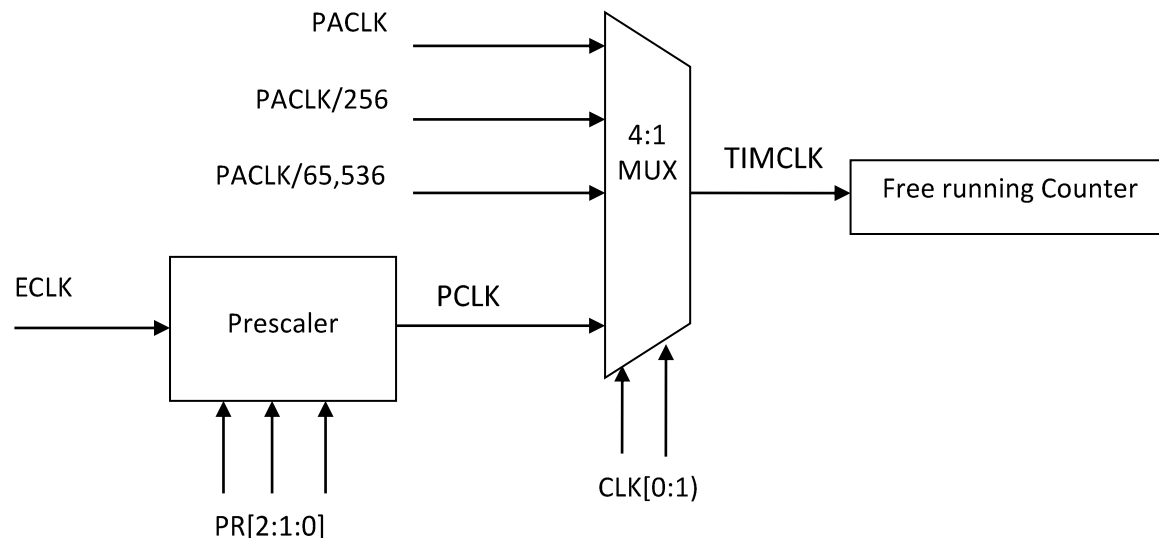 PACLK
PACLK/256
PACLK/65,536
4:1
MUX
TIMCLK
Free running Counter
ECLK
Prescaler
PCLK
CLK[0:1)
PR[2:1:0]